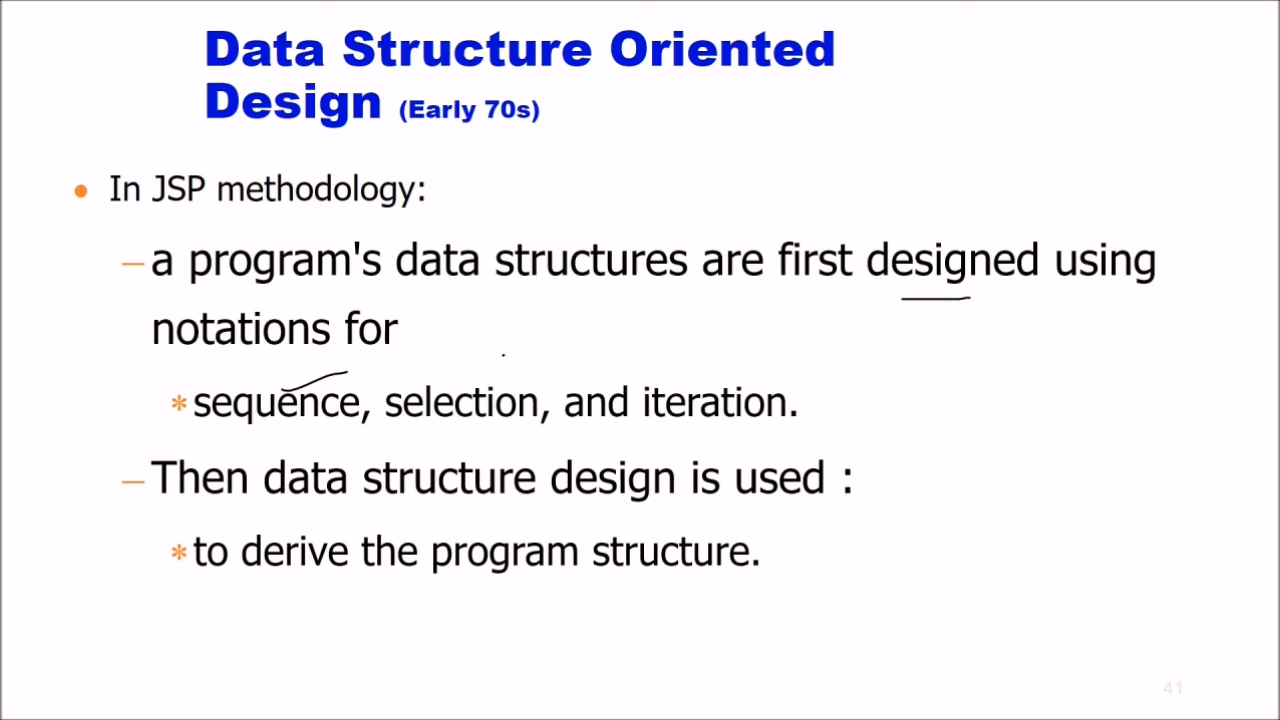 Data Structure Oriented
Design (Early 70s)
• In JSP methodology:
– a program's data structures are first designed using
notations for
* sequence, selection, and iteration.
– Then data structure design is used :
* to derive the program structure.
41